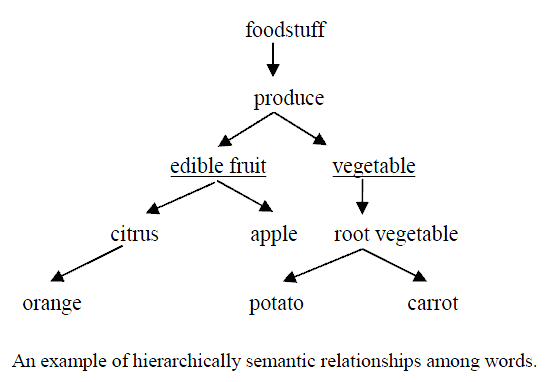 foodstuff
produce
edible fruit vegetable
citrus apple root vegetable
orange potato carrot
An example of hierarchically semantic relationships among words.